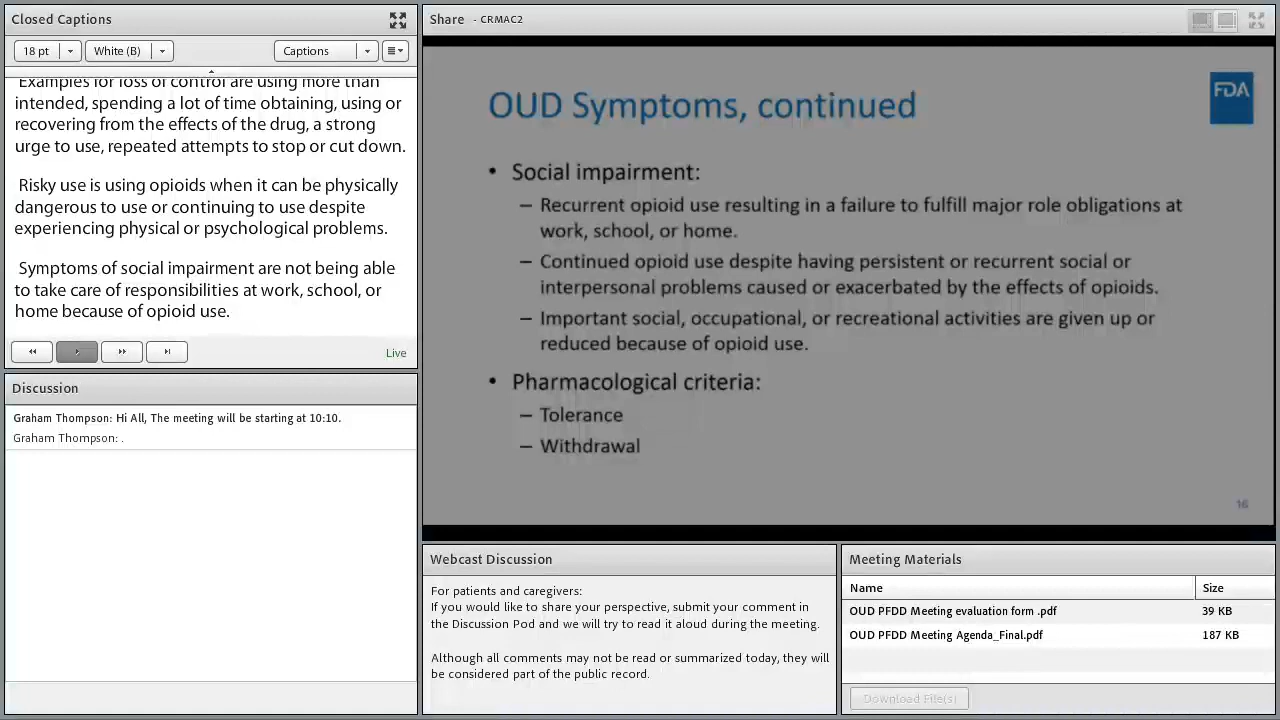 Closed Captions
18 pt
White (B)
Captions
Examples for loss of control are using more than
intended, spending a lot of time obtaining, using or
recovering from the effects of the drug, a strong
urge to use, repeated attempts to stop or cut down.
Risky use is using opioids when it can be physically
dangerous to use or continuing to use despite
experiencing physical or psychological problems.
Symptoms of social impairment are not being able
to take care of responsibilities at work, school, or
home because of opioid use.
Live
Discussion
Graham Thompson: Hi All, The meeting will be starting at 10:10.
Graham Thompson: .
Share - CRMAC2
OUD Symptoms, continued
FDA
• Social impairment:
– Recurrent opioid use resulting in a failure to fulfill major role obligations at
work, school, or home.
– Continued opioid use despite having persistent or recurrent social or
interpersonal problems caused or exacerbated by the effects of opioids.
– Important social, occupational, or recreational activities are given up or
reduced because of opioid use.
• Pharmacological criteria:
– Tolerance
– Withdrawal
16
Webcast Discussion
For patients and caregivers:
If you would like to share your perspective, submit your comment in
the Discussion Pod and we will try to read it aloud during the meeting.
Although all comments may not be read or summarized today, they will
be considered part of the public record.
Meeting Materials
Name Size
OUD PFDD Meeting evaluation form .pdf 39 KB
OUD PFDD Meeting Agenda_Final.pdf 187 KB
Download File(s)